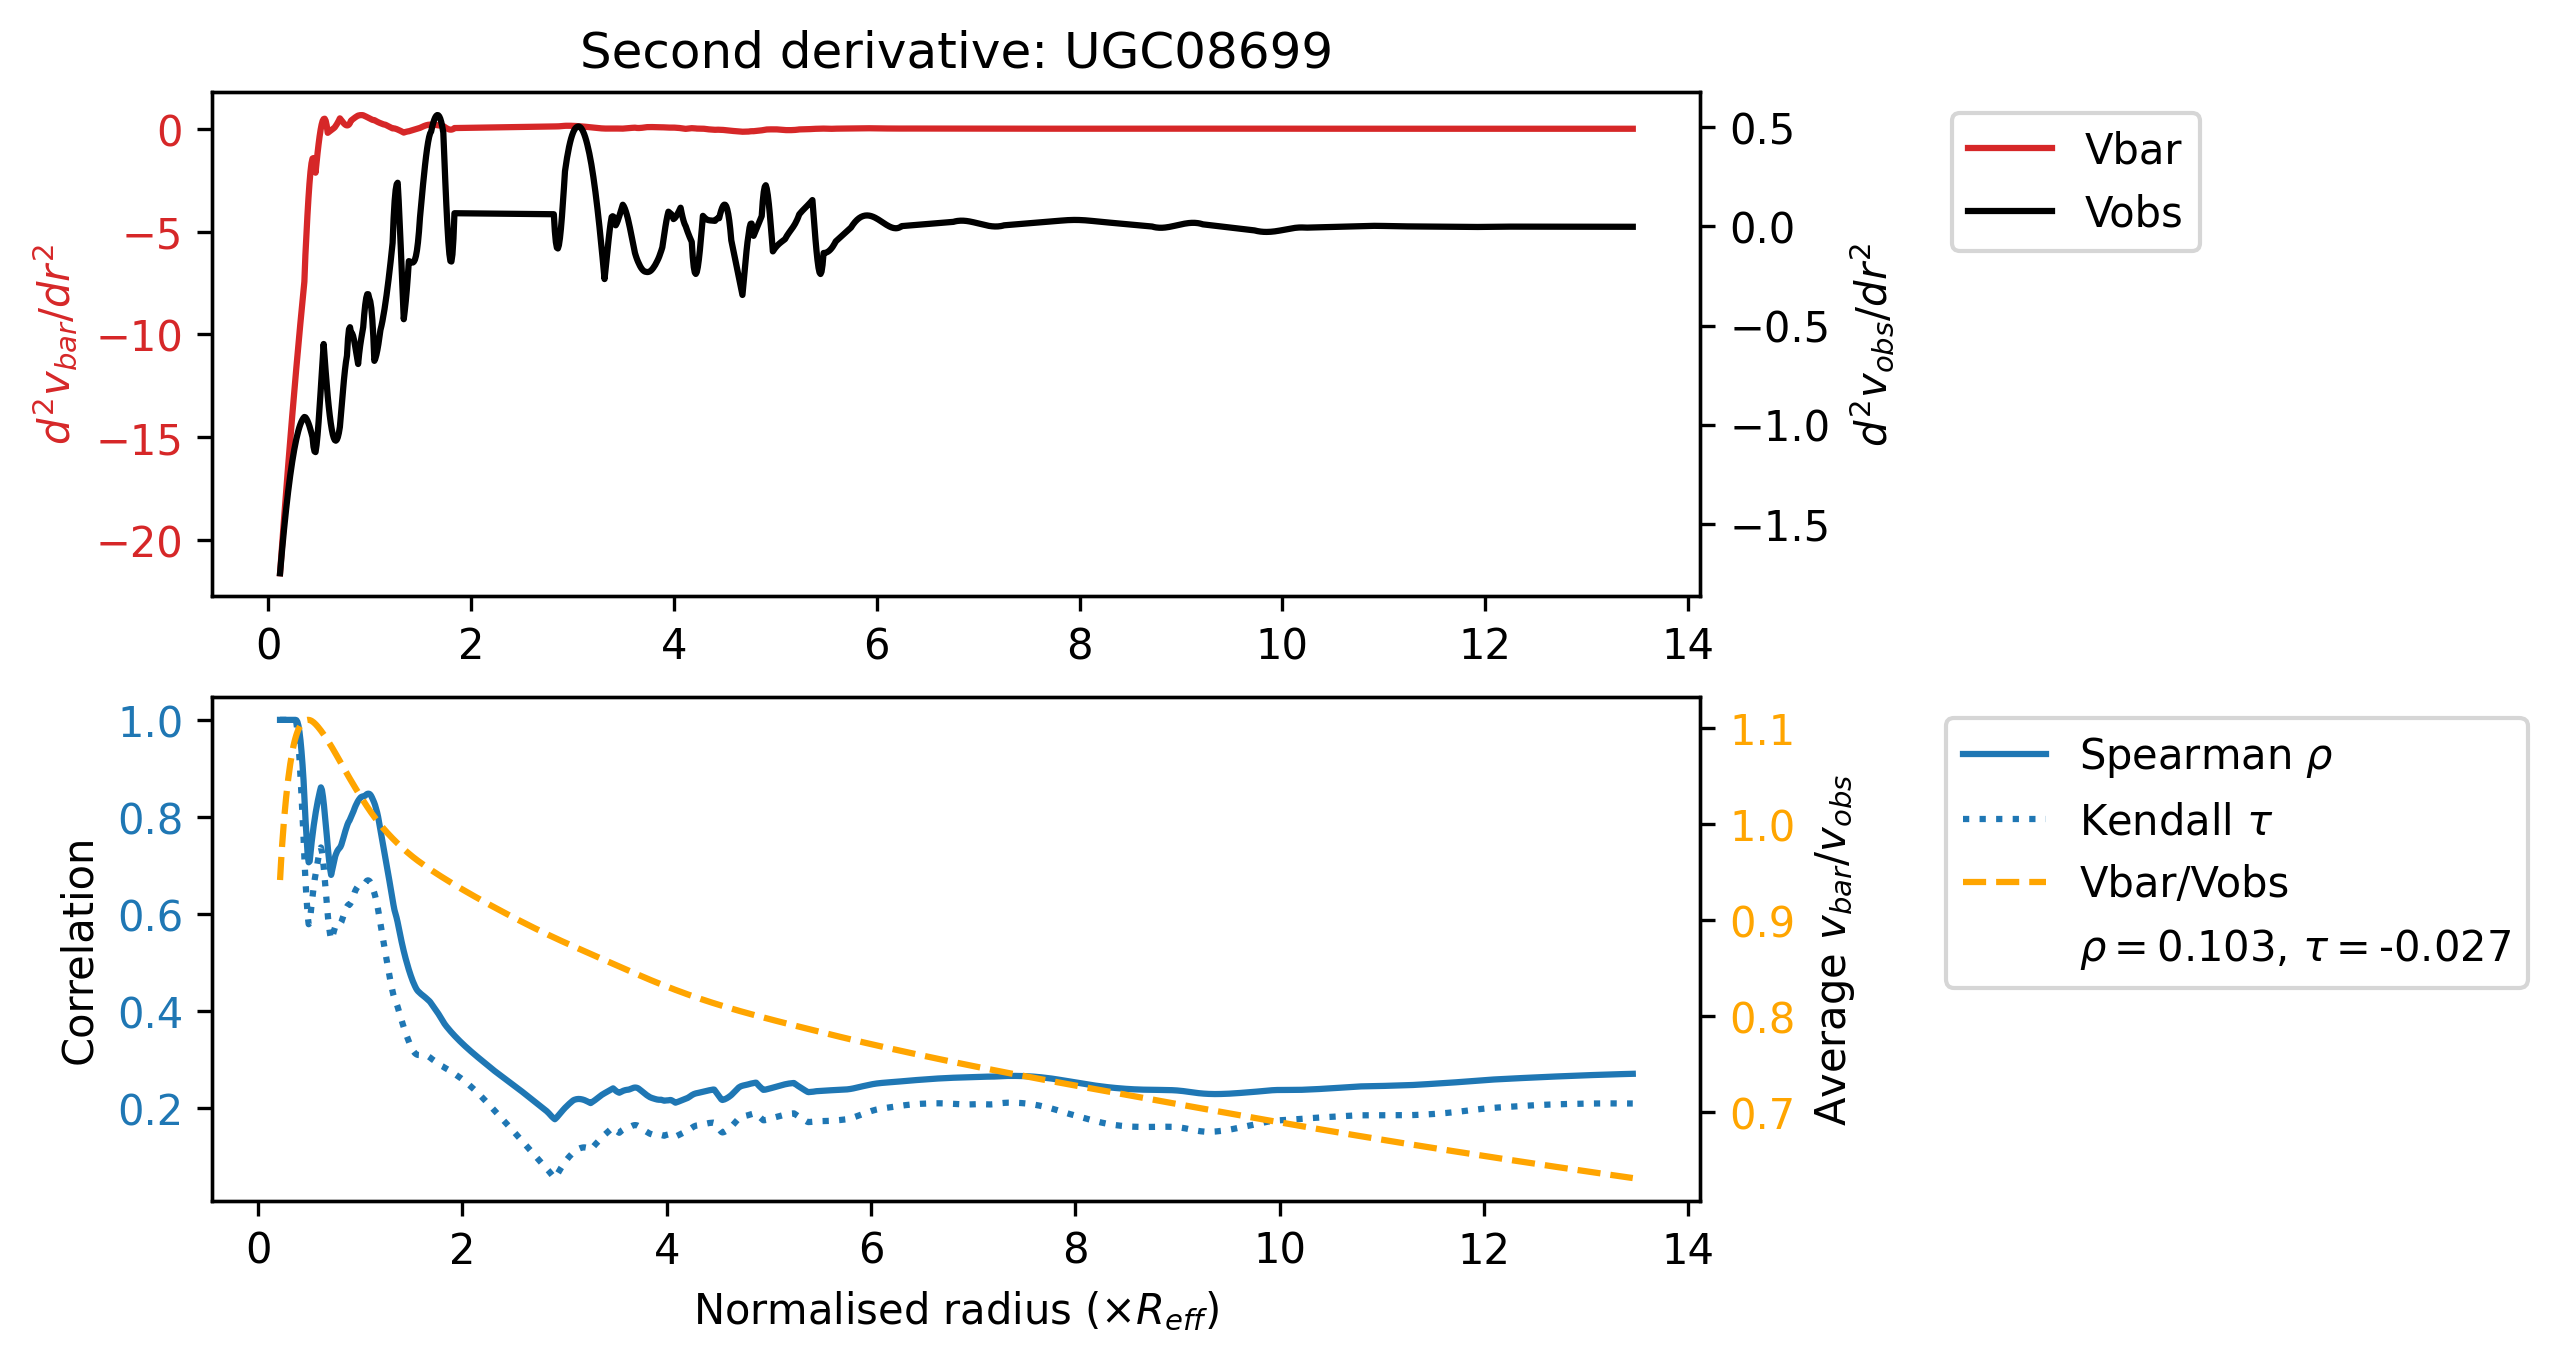 Second derivative: UGC08699
d²v_bar/dr²
0
−5
−10
−15
−20
0.5
0.0
−0.5
−1.0
−1.5
d²v_obs/dr²
0 2 4 6 8 10 12 14
Vbar
Vobs
Correlation
1.0
0.8
0.6
0.4
0.2
1.1
1.0
0.9
0.8
0.7
Average v_bar/v_obs
0 2 4 6 8 10 12 14
Normalised radius (×R_eff)
Spearman ρ
Kendall τ
Vbar/Vobs
ρ = 0.103, τ = -0.027